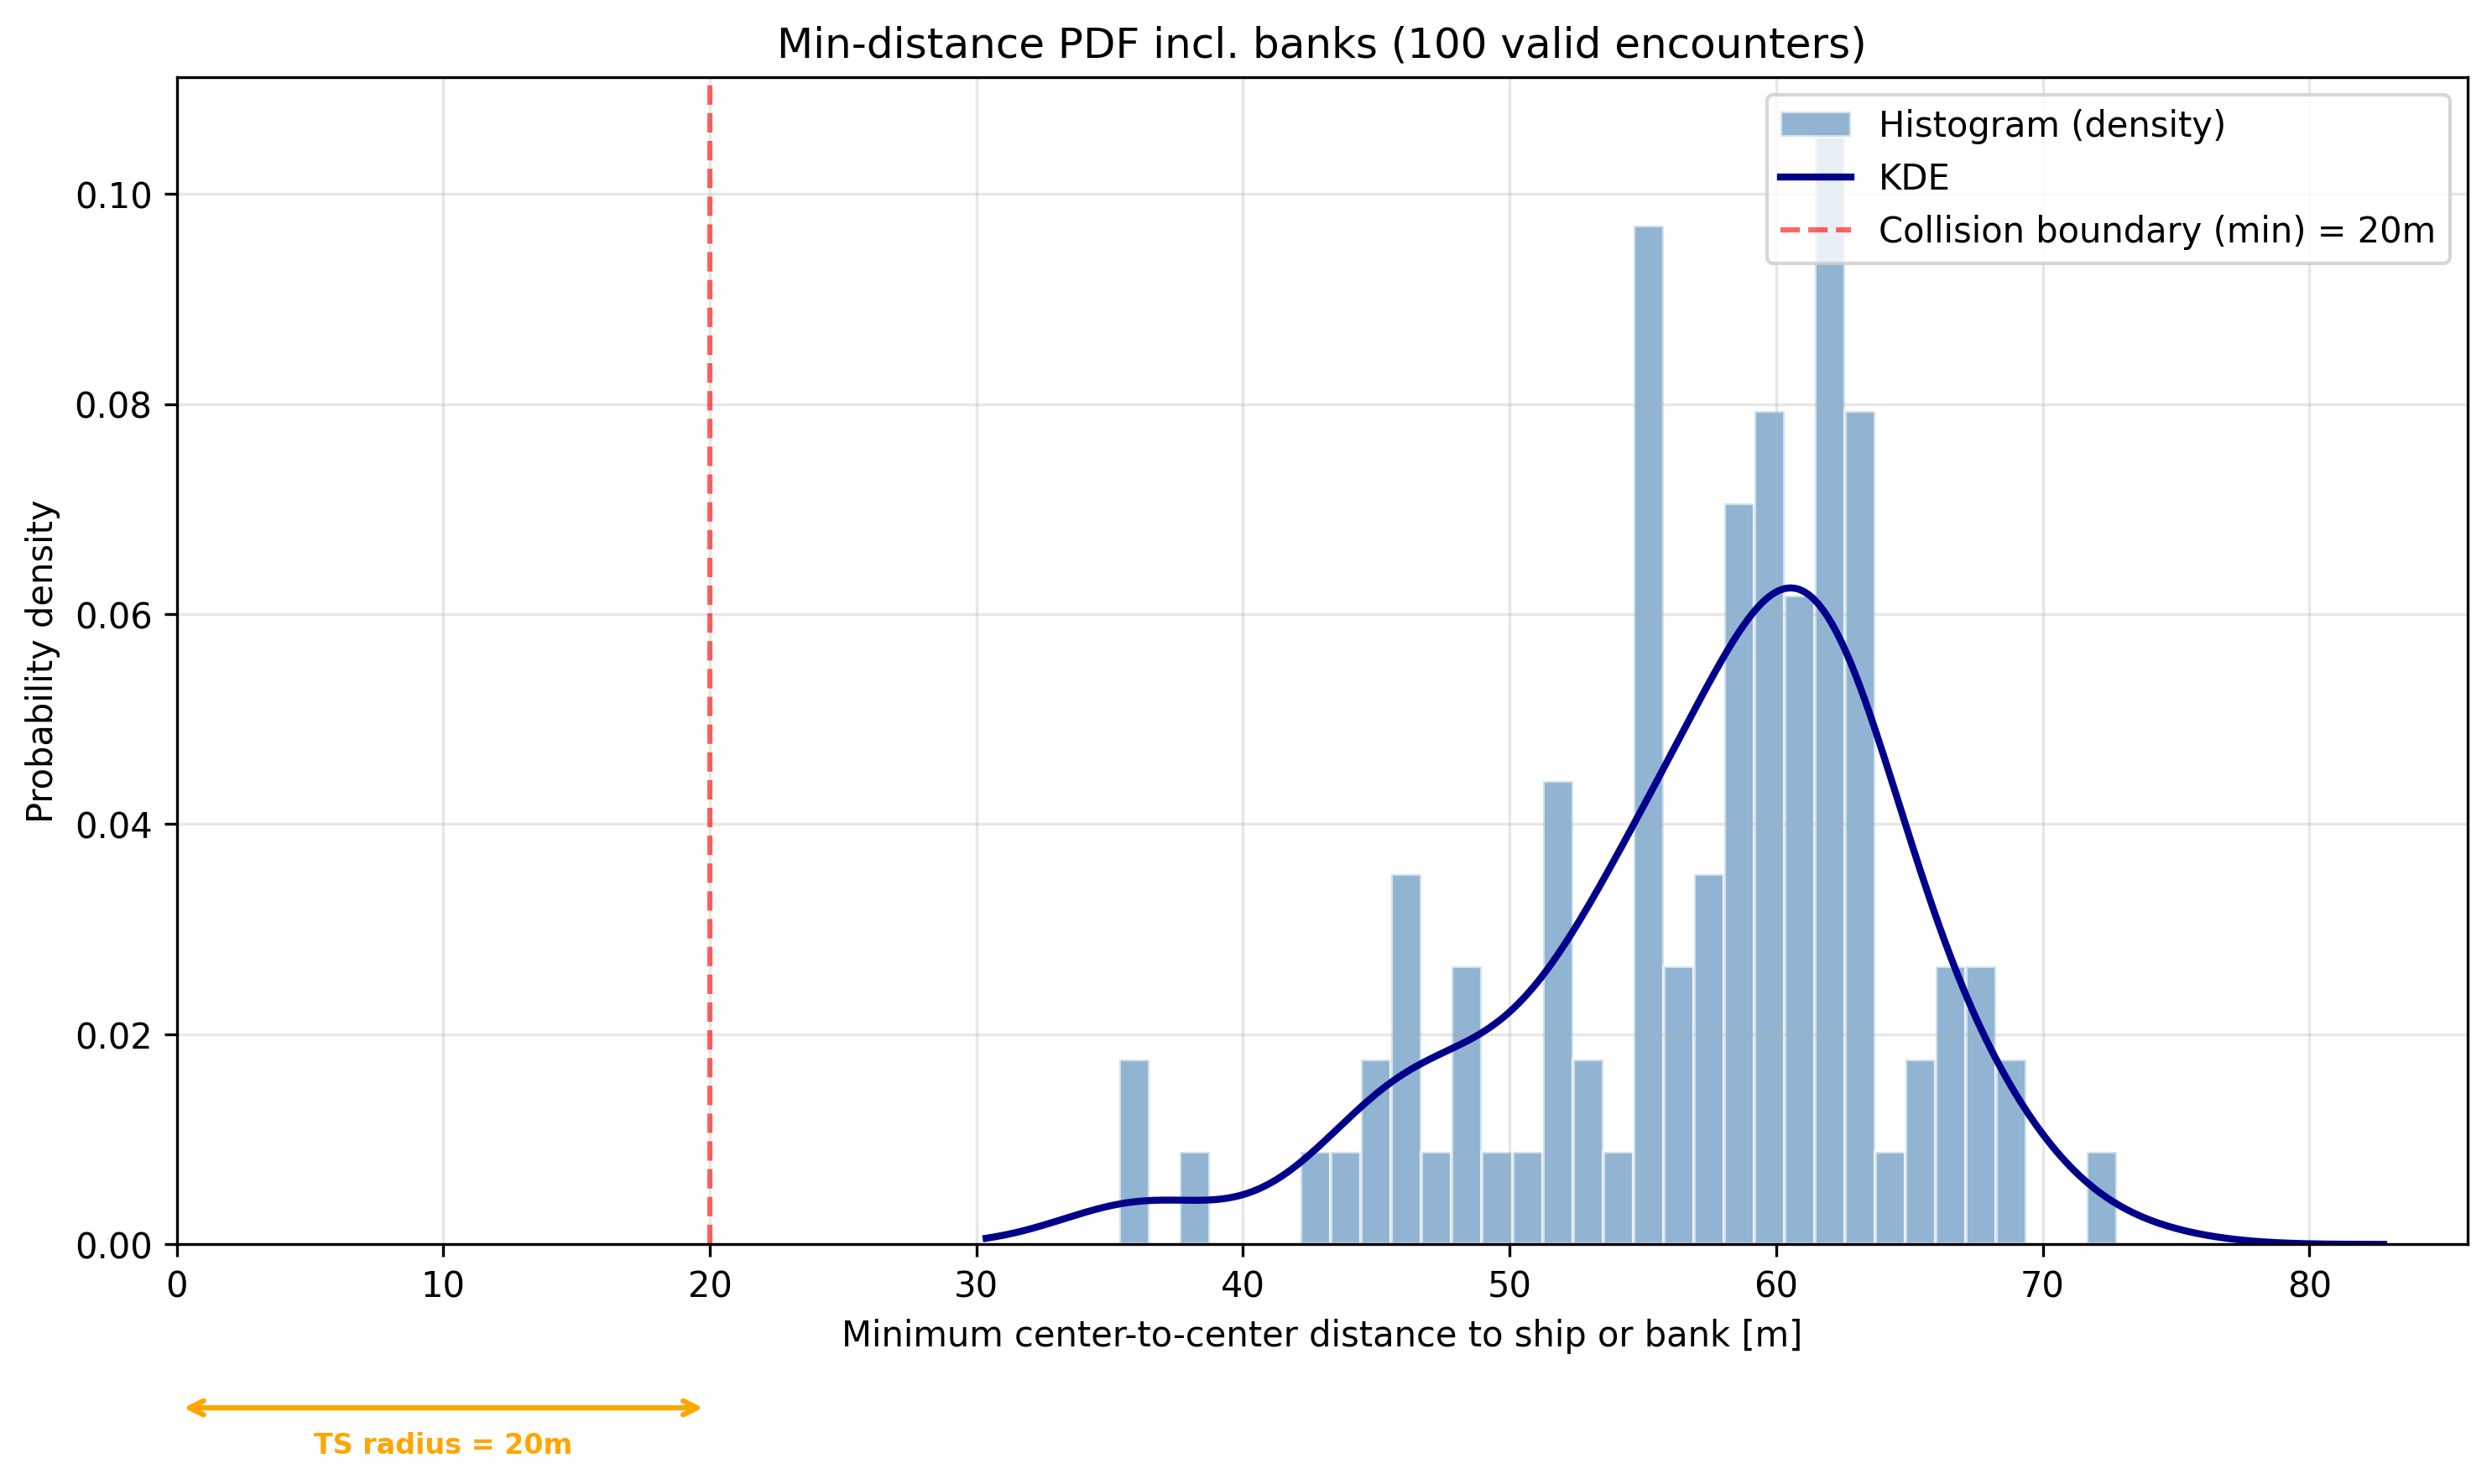 Min-distance PDF incl. banks (100 valid encounters)
Histogram (density)
KDE
Collision boundary (min) = 20m
Probability density
0.10
0.08
0.06
0.04
0.02
0.00
0 10 20 30 40 50 60 70 80
Minimum center-to-center distance to ship or bank [m]
TS radius = 20m